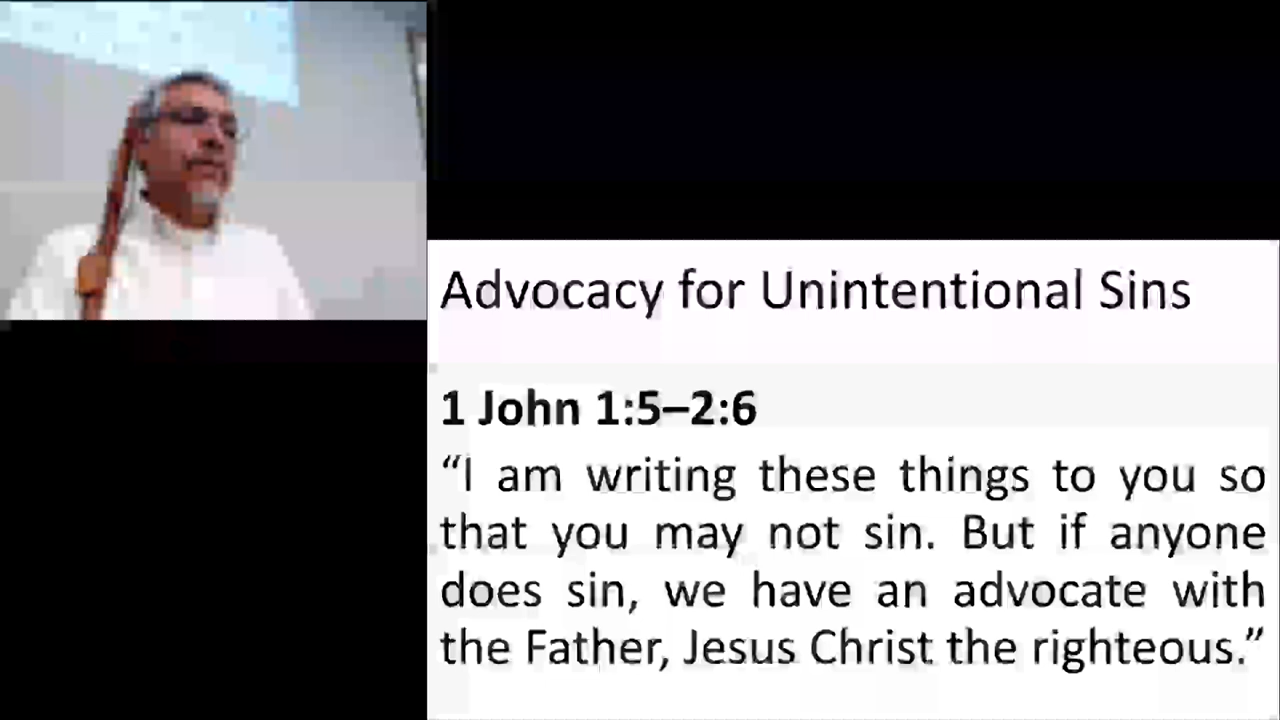 Advocacy for Unintentional Sins
1 John 1:5–2:6
“I am writing these things to you so
that you may not sin. But if anyone
does sin, we have an advocate with
the Father, Jesus Christ the righteous.”